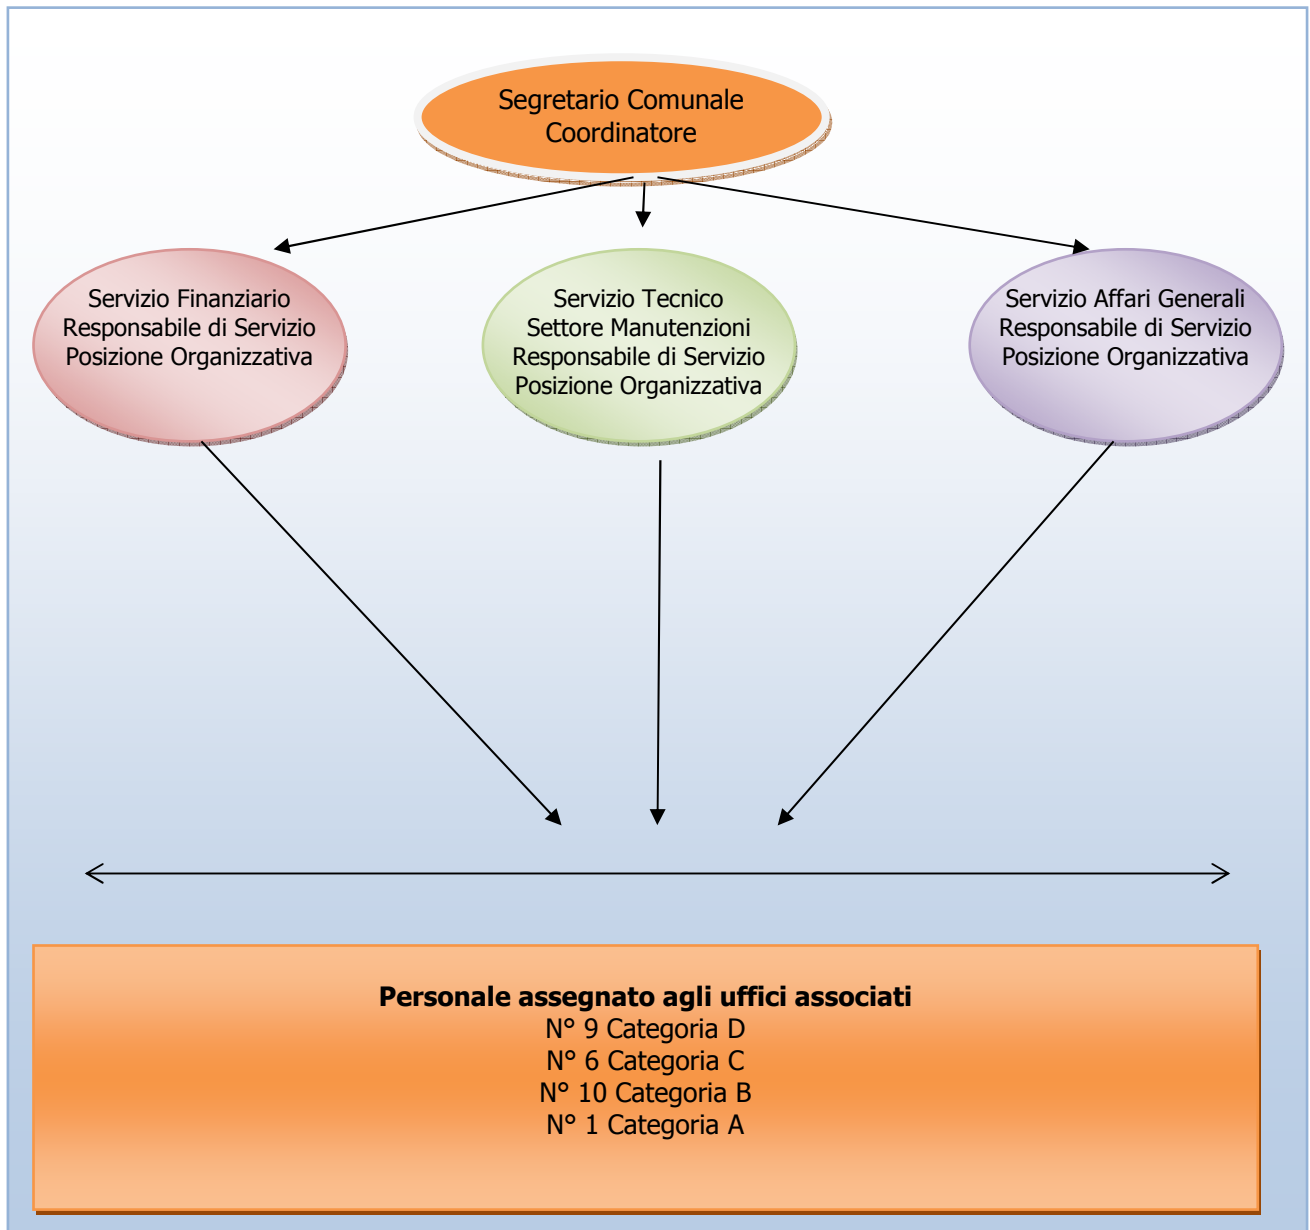 Segretario Comunale
Coordinatore
Servizio Finanziario
Responsabile di Servizio
Posizione Organizzativa
Servizio Tecnico
Settore Manutenzioni
Responsabile di Servizio
Posizione Organizzativa
Servizio Affari Generali
Responsabile di Servizio
Posizione Organizzativa
Personale assegnato agli uffici associati
N° 9 Categoria D
N° 6 Categoria C
N° 10 Categoria B
N° 1 Categoria A